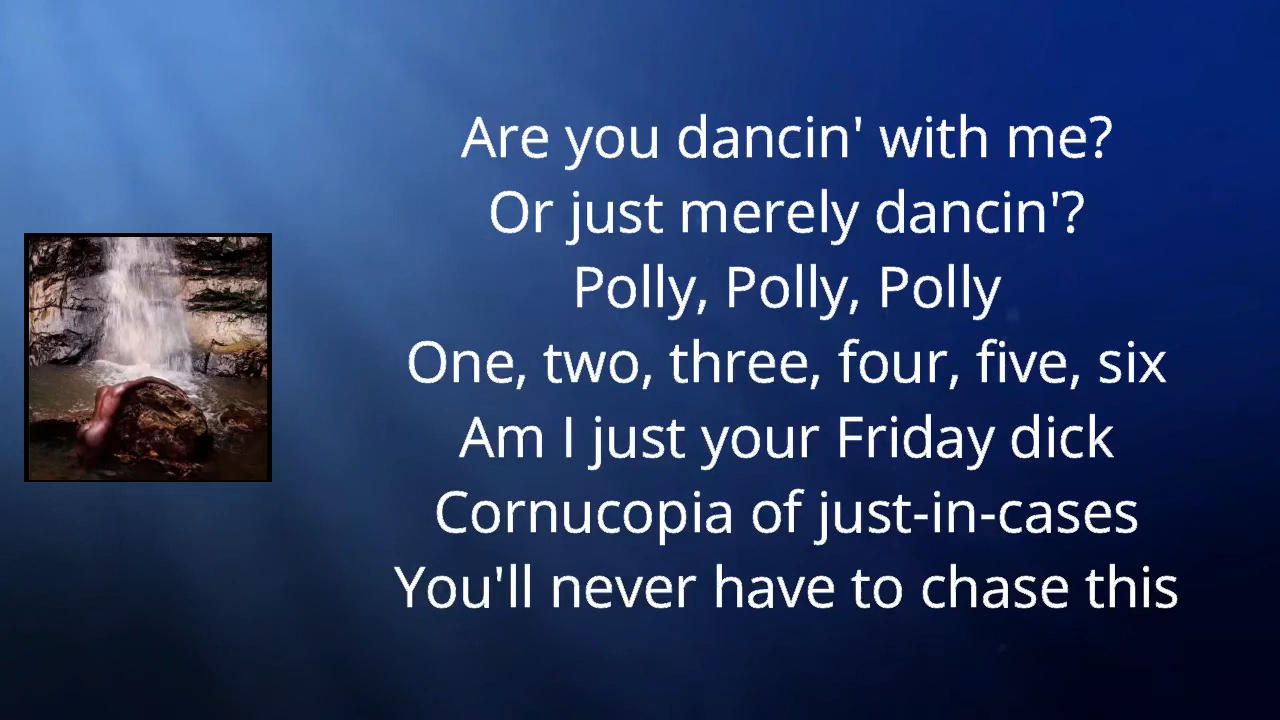 Are you dancin' with me?
Or just merely dancin'?
Polly, Polly, Polly
One, two, three, four, five, six
Am I just your Friday dick
Cornucopia of just-in-cases
You'll never have to chase this